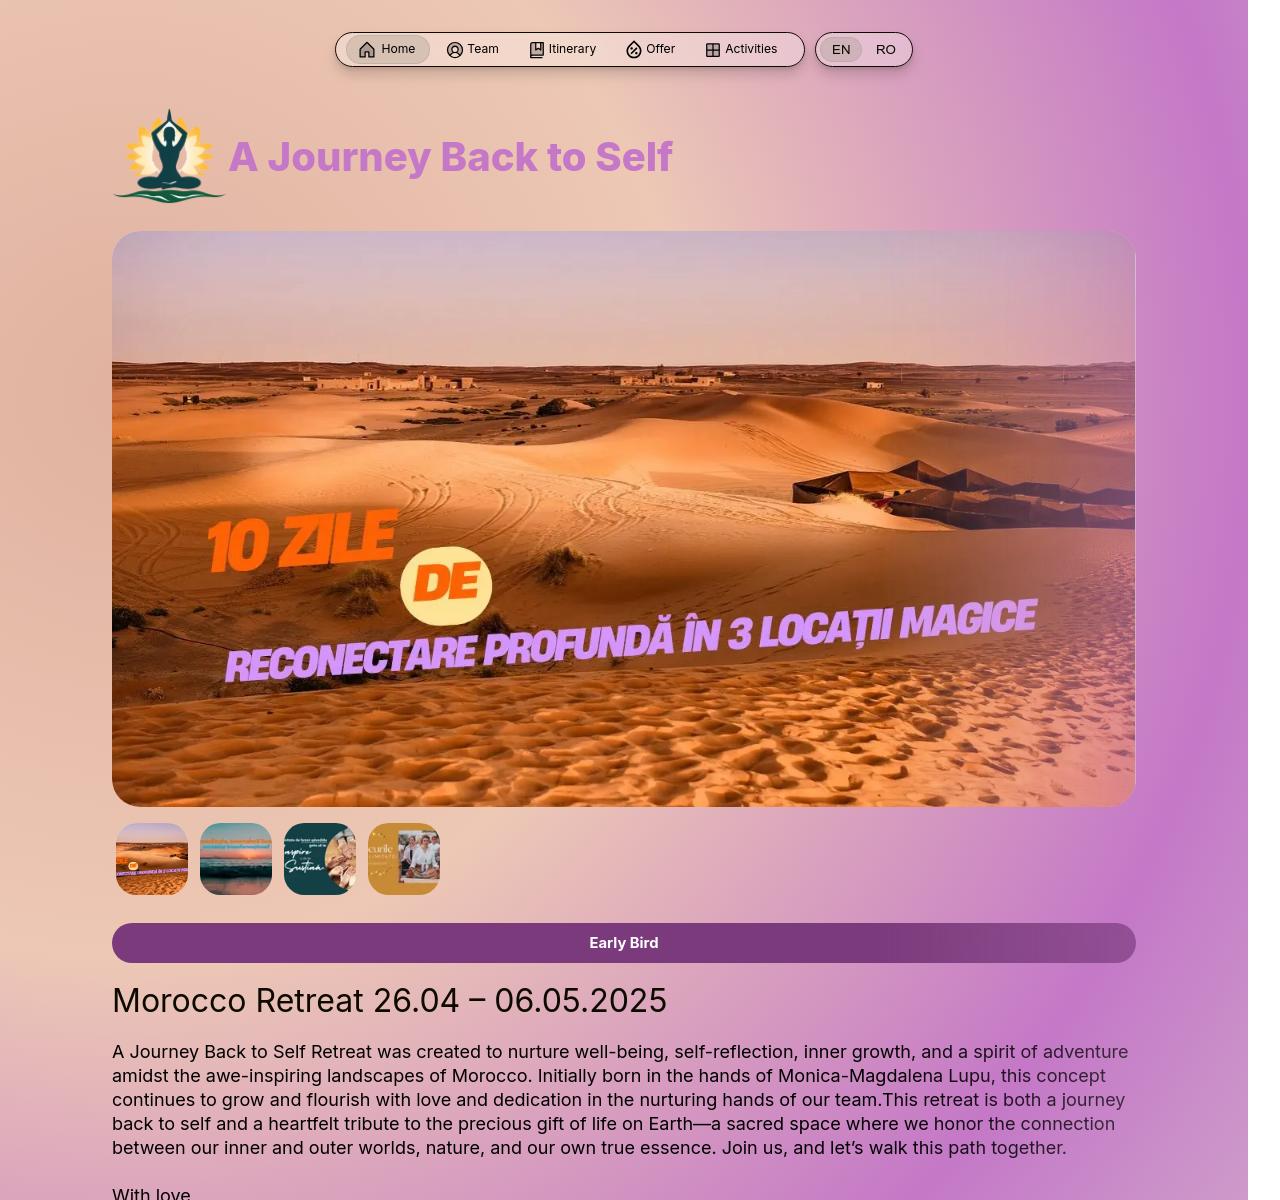 Home Team Itinerary Offer Activities EN RO
A Journey Back to Self
10 ZILE
DE
RECONECTARE PROFUNDĂ ÎN 3 LOCAȚII MAGICE
Early Bird
Morocco Retreat 26.04 – 06.05.2025
A Journey Back to Self Retreat was created to nurture well-being, self-reflection, inner growth, and a spirit of adventure
amidst the awe-inspiring landscapes of Morocco. Initially born in the hands of Monica-Magdalena Lupu, this concept
continues to grow and flourish with love and dedication in the nurturing hands of our team.This retreat is both a journey
back to self and a heartfelt tribute to the precious gift of life on Earth—a sacred space where we honor the connection
between our inner and outer worlds, nature, and our own true essence. Join us, and let’s walk this path together.
With love